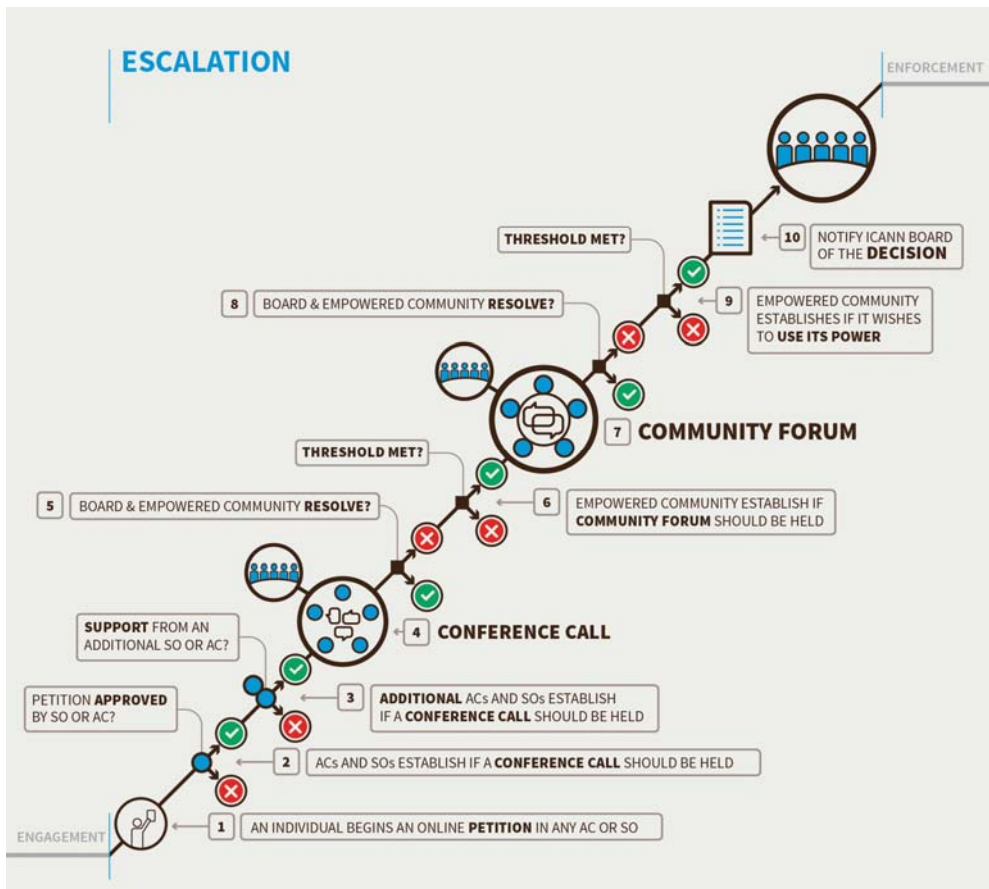 ESCALATION
ENFORCEMENT
10
NOTIFY ICANN BOARD
OF THE DECISION
THRESHOLD MET?
8
BOARD & EMPOWERED COMMUNITY RESOLVE?
9
EMPOWERED COMMUNITY
ESTABLISHES IF IT WISHES
TO USE ITS POWER
7
COMMUNITY FORUM
THRESHOLD MET?
5
BOARD & EMPOWERED COMMUNITY RESOLVE?
6
EMPOWERED COMMUNITY ESTABLISH IF
COMMUNITY FORUM SHOULD BE HELD
SUPPORT FROM AN
ADDITIONAL SO OR AC?
4
CONFERENCE CALL
PETITION APPROVED
BY SO OR AC?
3
ADDITIONAL ACs AND SOs ESTABLISH
IF A CONFERENCE CALL SHOULD BE HELD
2
ACs AND SOs ESTABLISH IF A CONFERENCE CALL SHOULD BE HELD
1
AN INDIVIDUAL BEGINS AN ONLINE PETITION IN ANY AC OR SO
ENGAGEMENT